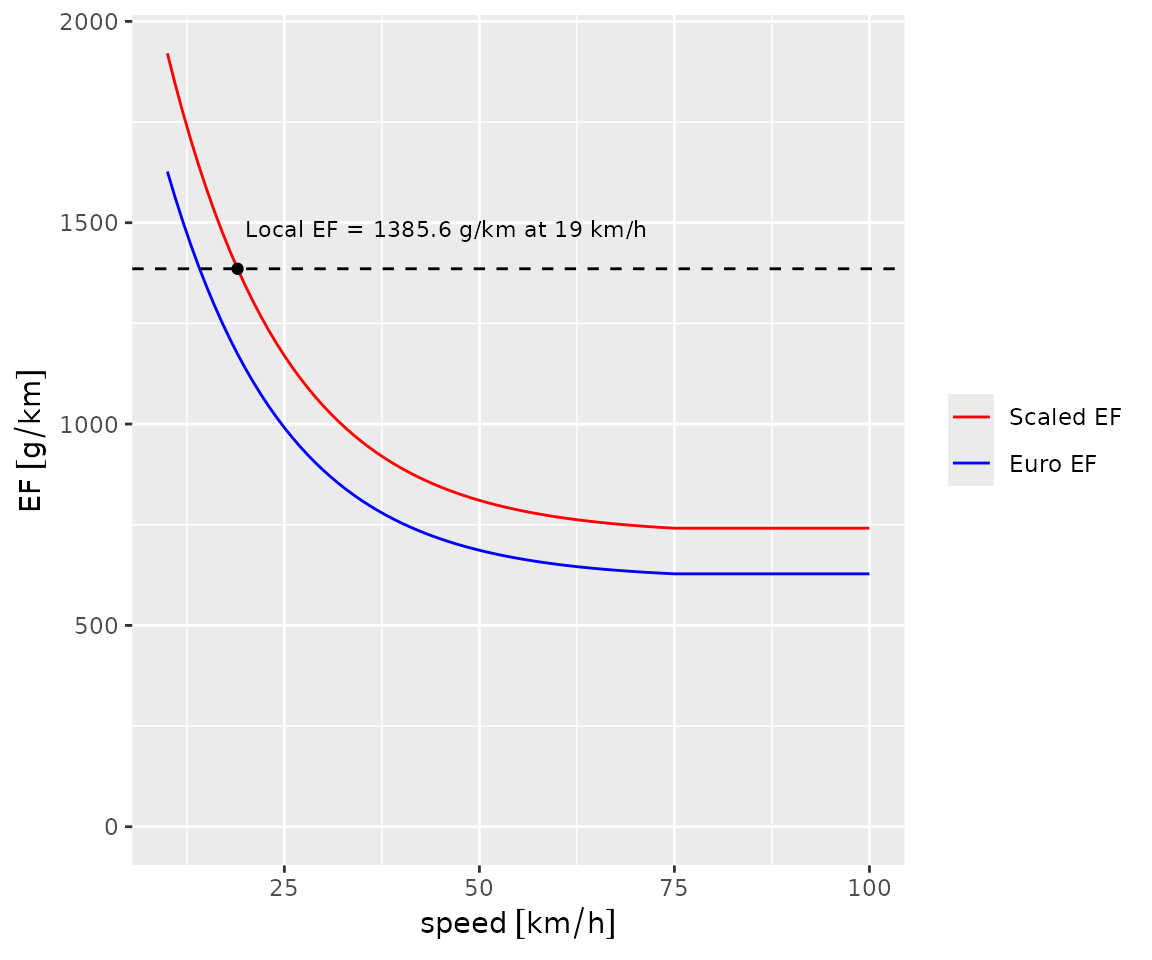 2000
1500
1000
500
0
EF [g/km]
Local EF = 1385.6 g/km at 19 km/h
25 50 75 100
speed [km/h]
Scaled EF
Euro EF